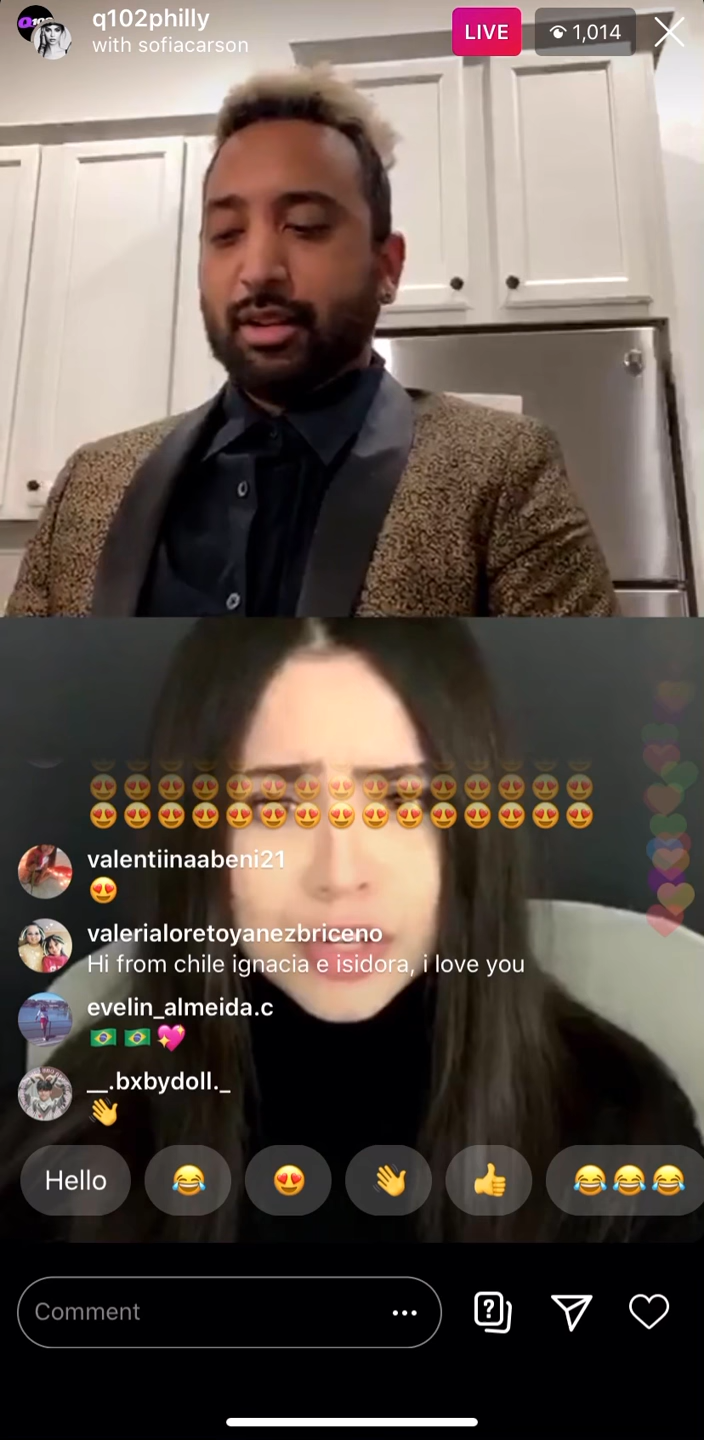 Q102
q102philly
with sofiacarson
LIVE
1,014
😍😍😍😍😍😍😍😍😍😍😍😍😍😍😍
😍😍😍😍😍😍😍😍😍😍😍😍😍😍😍
valentiinaabeni21
😍
valerialoretoyanezbriceno
Hi from chile ignacia e isidora, i love you
evelin_almeida.c
🇧🇷🇧🇷💖
__.bxbydoll._
👋
Hello 😂 😍 👋 👍 😂😂😂
Comment